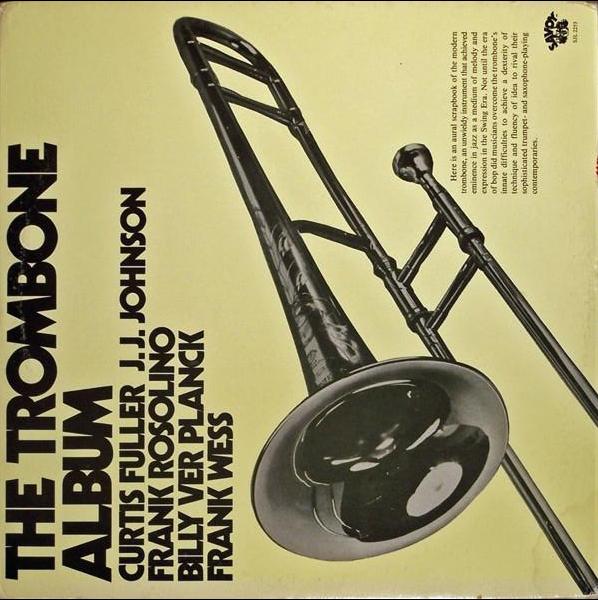 THE TROMBONE
ALBUM
CURTIS FULLER J.J. JOHNSON
FRANK ROSOLINO
BILLY VER PLANCK
FRANK WESS
Here is an aural scrapbook of the modern
trombone, an unwieldy instrument that achieved
eminence in jazz as a medium of melody and
expression in the Swing Era. Not until the era
of bop did musicians overcome the trombone's
innate difficulties to achieve a dexterity of
technique and fluency of idea to rival their
sophisticated trumpet- and saxophone-playing
contemporaries.
SAVOY
SJL 2253